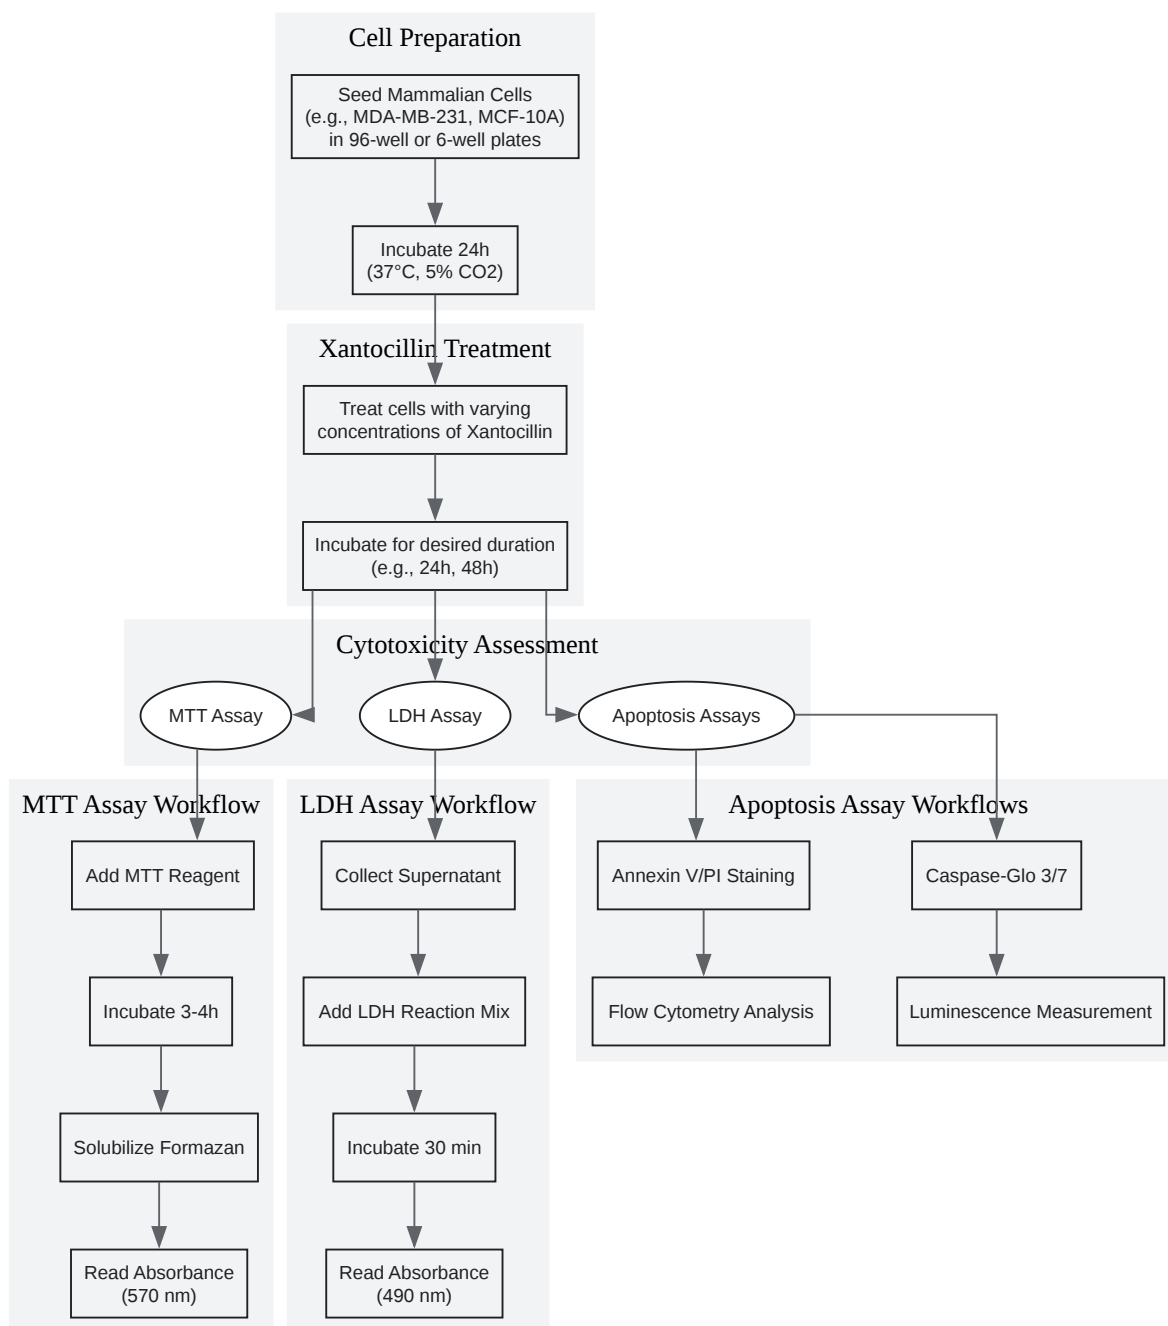 Cell Preparation
Seed Mammalian Cells
(e.g., MDA-MB-231, MCF-10A)
in 96-well or 6-well plates
Incubate 24h
(37°C, 5% CO2)
Xantocillin Treatment
Treat cells with varying
concentrations of Xantocillin
Incubate for desired duration
(e.g., 24h, 48h)
Cytotoxicity Assessment
MTT Assay
LDH Assay
Apoptosis Assays
MTT Assay Workflow
Add MTT Reagent
Incubate 3-4h
Solubilize Formazan
Read Absorbance
(570 nm)
LDH Assay Workflow
Collect Supernatant
Add LDH Reaction Mix
Incubate 30 min
Read Absorbance
(490 nm)
Apoptosis Assay Workflows
Annexin V/PI Staining
Flow Cytometry Analysis
Caspase-Glo 3/7
Luminescence Measurement